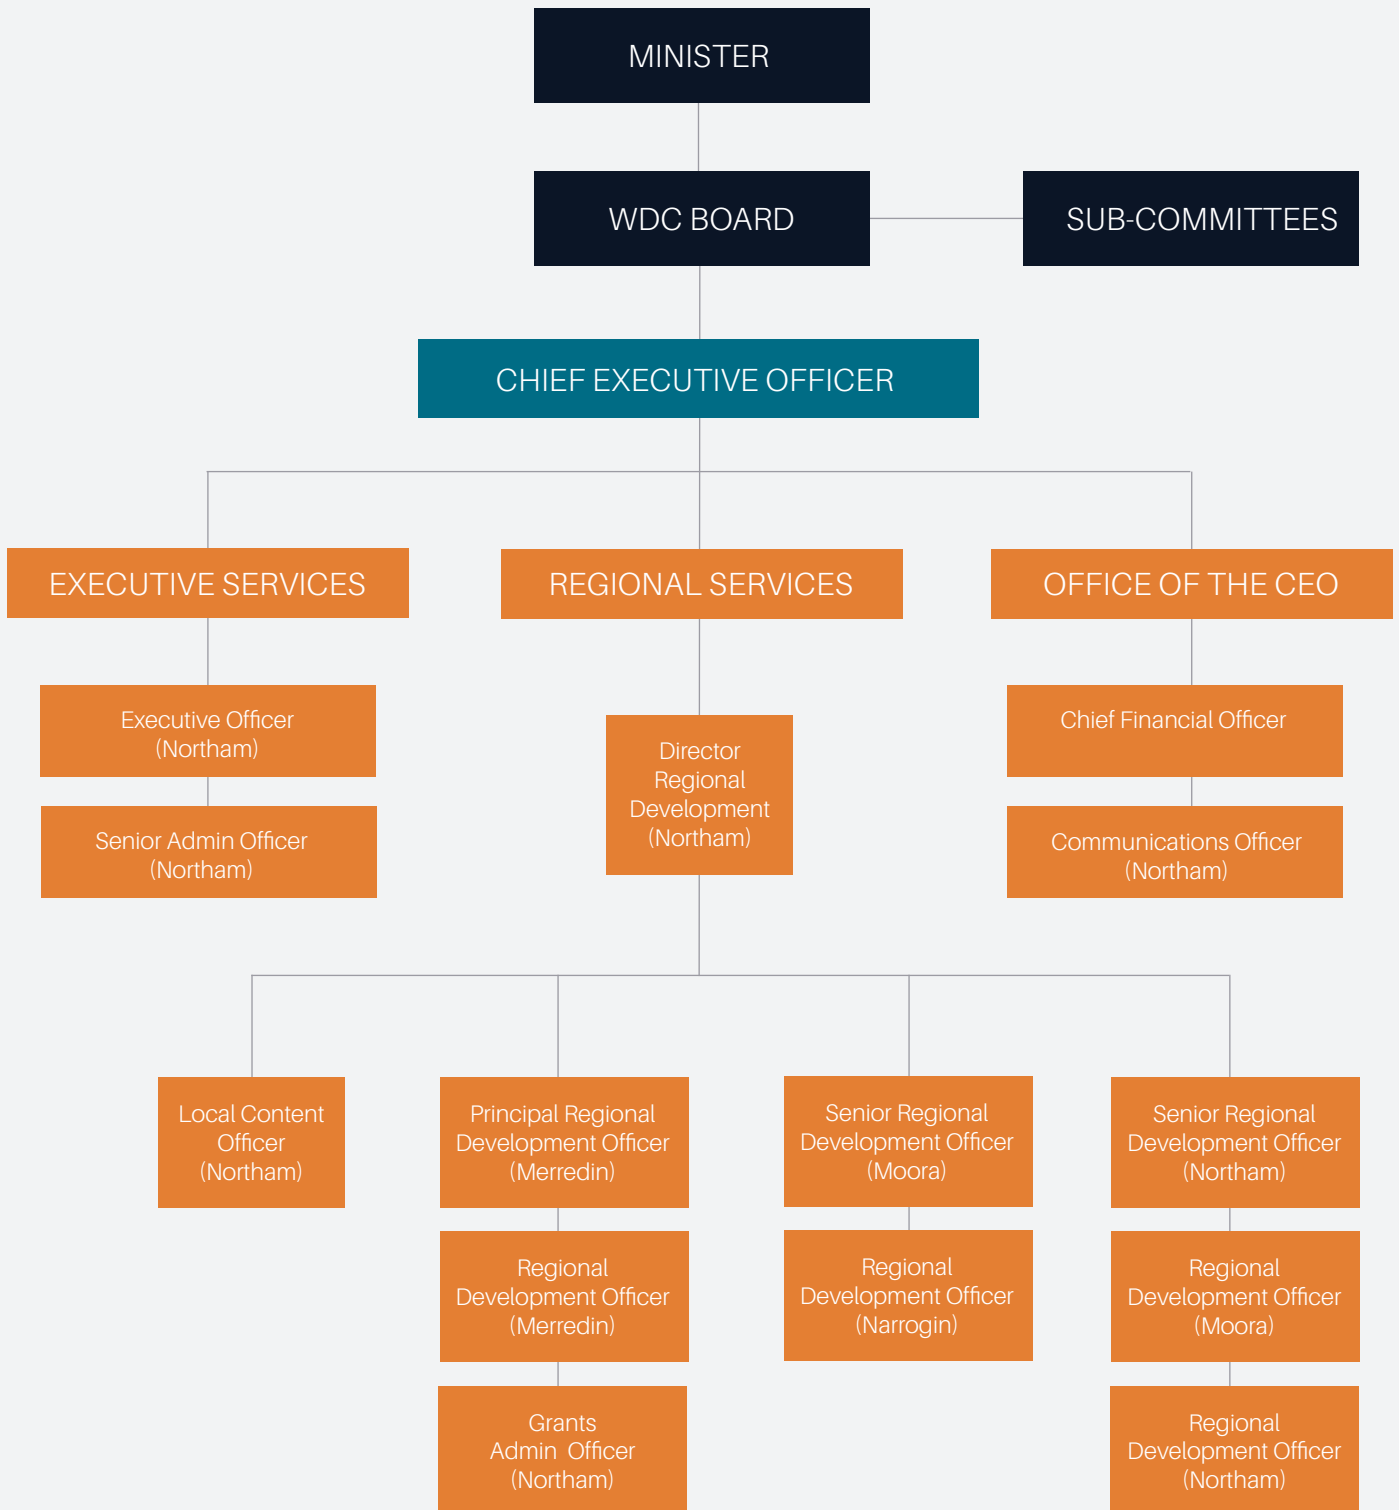 MINISTER
WDC BOARD
SUB-COMMITTEES
CHIEF EXECUTIVE OFFICER
EXECUTIVE SERVICES
REGIONAL SERVICES
OFFICE OF THE CEO
Executive Officer
(Northam)
Senior Admin Officer
(Northam)
Director
Regional
Development
(Northam)
Chief Financial Officer
Communications Officer
(Northam)
Local Content
Officer
(Northam)
Principal Regional
Development Officer
(Merredin)
Regional
Development Officer
(Merredin)
Grants
Admin Officer
(Northam)
Senior Regional
Development Officer
(Moora)
Regional
Development Officer
(Narrogin)
Senior Regional
Development Officer
(Northam)
Regional
Development Officer
(Moora)
Regional
Development Officer
(Northam)